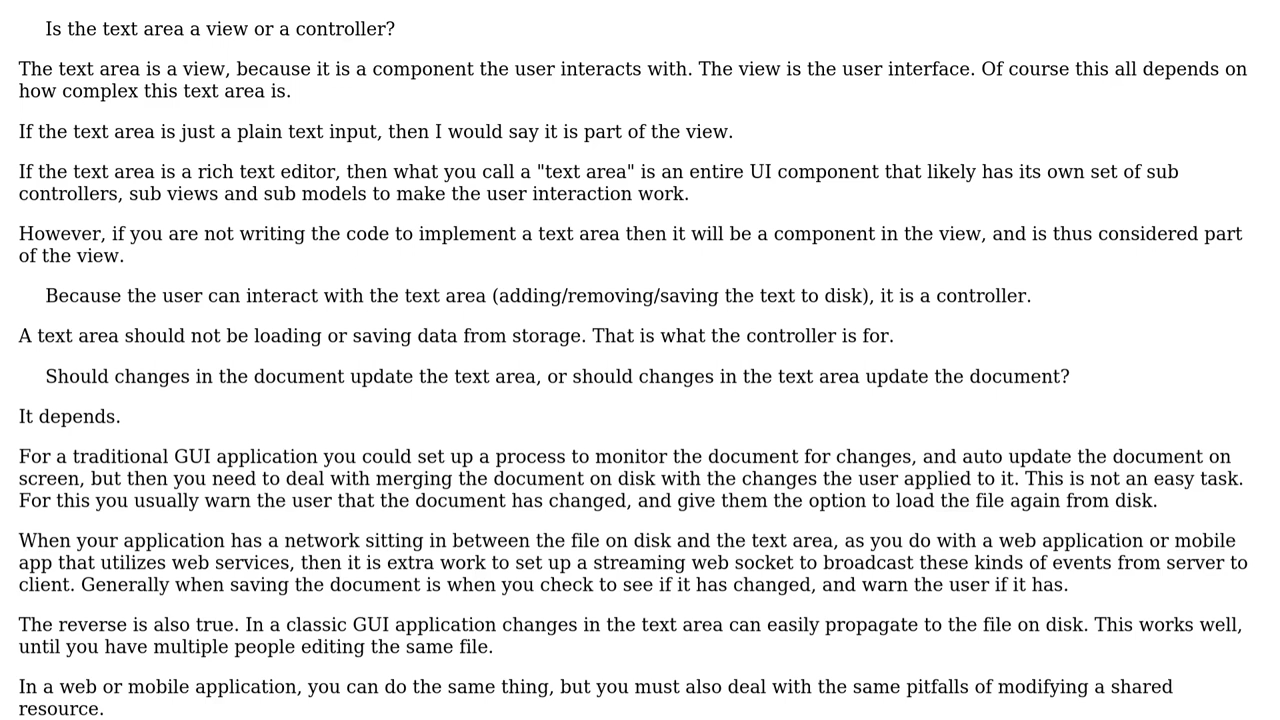 Is the text area a view or a controller?
The text area is a view, because it is a component the user interacts with. The view is the user interface. Of course this all depends on
how complex this text area is.
If the text area is just a plain text input, then I would say it is part of the view.
If the text area is a rich text editor, then what you call a "text area" is an entire UI component that likely has its own set of sub
controllers, sub views and sub models to make the user interaction work.
However, if you are not writing the code to implement a text area then it will be a component in the view, and is thus considered part
of the view.
Because the user can interact with the text area (adding/removing/saving the text to disk), it is a controller.
A text area should not be loading or saving data from storage. That is what the controller is for.
Should changes in the document update the text area, or should changes in the text area update the document?
It depends.
For a traditional GUI application you could set up a process to monitor the document for changes, and auto update the document on
screen, but then you need to deal with merging the document on disk with the changes the user applied to it. This is not an easy task.
For this you usually warn the user that the document has changed, and give them the option to load the file again from disk.
When your application has a network sitting in between the file on disk and the text area, as you do with a web application or mobile
app that utilizes web services, then it is extra work to set up a streaming web socket to broadcast these kinds of events from server to
client. Generally when saving the document is when you check to see if it has changed, and warn the user if it has.
The reverse is also true. In a classic GUI application changes in the text area can easily propagate to the file on disk. This works well,
until you have multiple people editing the same file.
In a web or mobile application, you can do the same thing, but you must also deal with the same pitfalls of modifying a shared
resource.